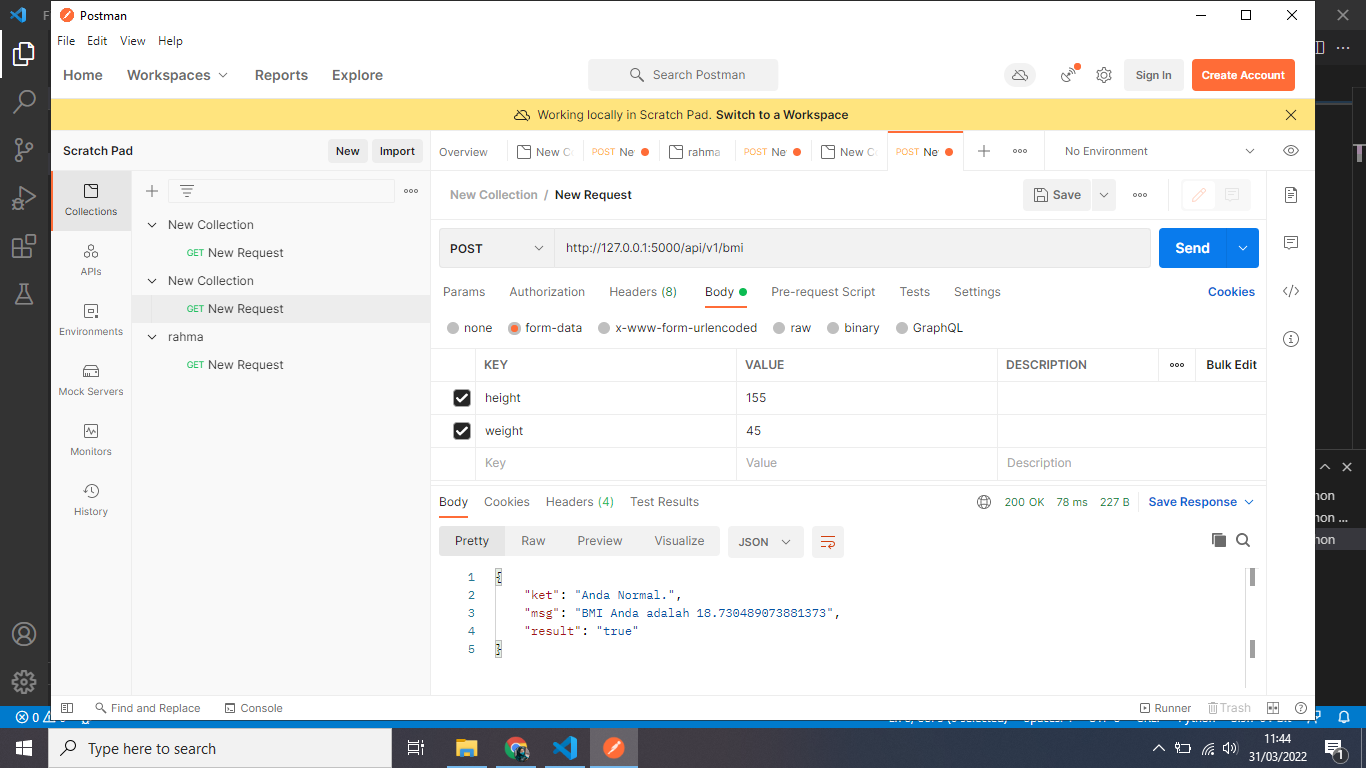 Postman
File Edit View Help
Home Workspaces Reports Explore Search Postman Sign In Create Account
Working locally in Scratch Pad. Switch to a Workspace
Scratch Pad New Import
Overview New C POST Ne rahma POST Ne New C POST Ne No Environment
Collections
APIs
Environments
Mock Servers
Monitors
History
New Collection
GET New Request
New Collection
GET New Request
rahma
GET New Request
New Collection / New Request Save
POST http://127.0.0.1:5000/api/v1/bmi Send
Params Authorization Headers (8) Body Pre-request Script Tests Settings Cookies
none form-data x-www-form-urlencoded raw binary GraphQL
KEY VALUE DESCRIPTION Bulk Edit
height 155
weight 45
Key Value Description
Body Cookies Headers (4) Test Results 200 OK 78 ms 227 B Save Response
Pretty Raw Preview Visualize JSON
1 {
2 "ket": "Anda Normal.",
3 "msg": "BMI Anda adalah 18.730489073881373",
4 "result": "true"
5 }
Find and Replace Console Runner Trash
Type here to search
11:44
31/03/2022
1